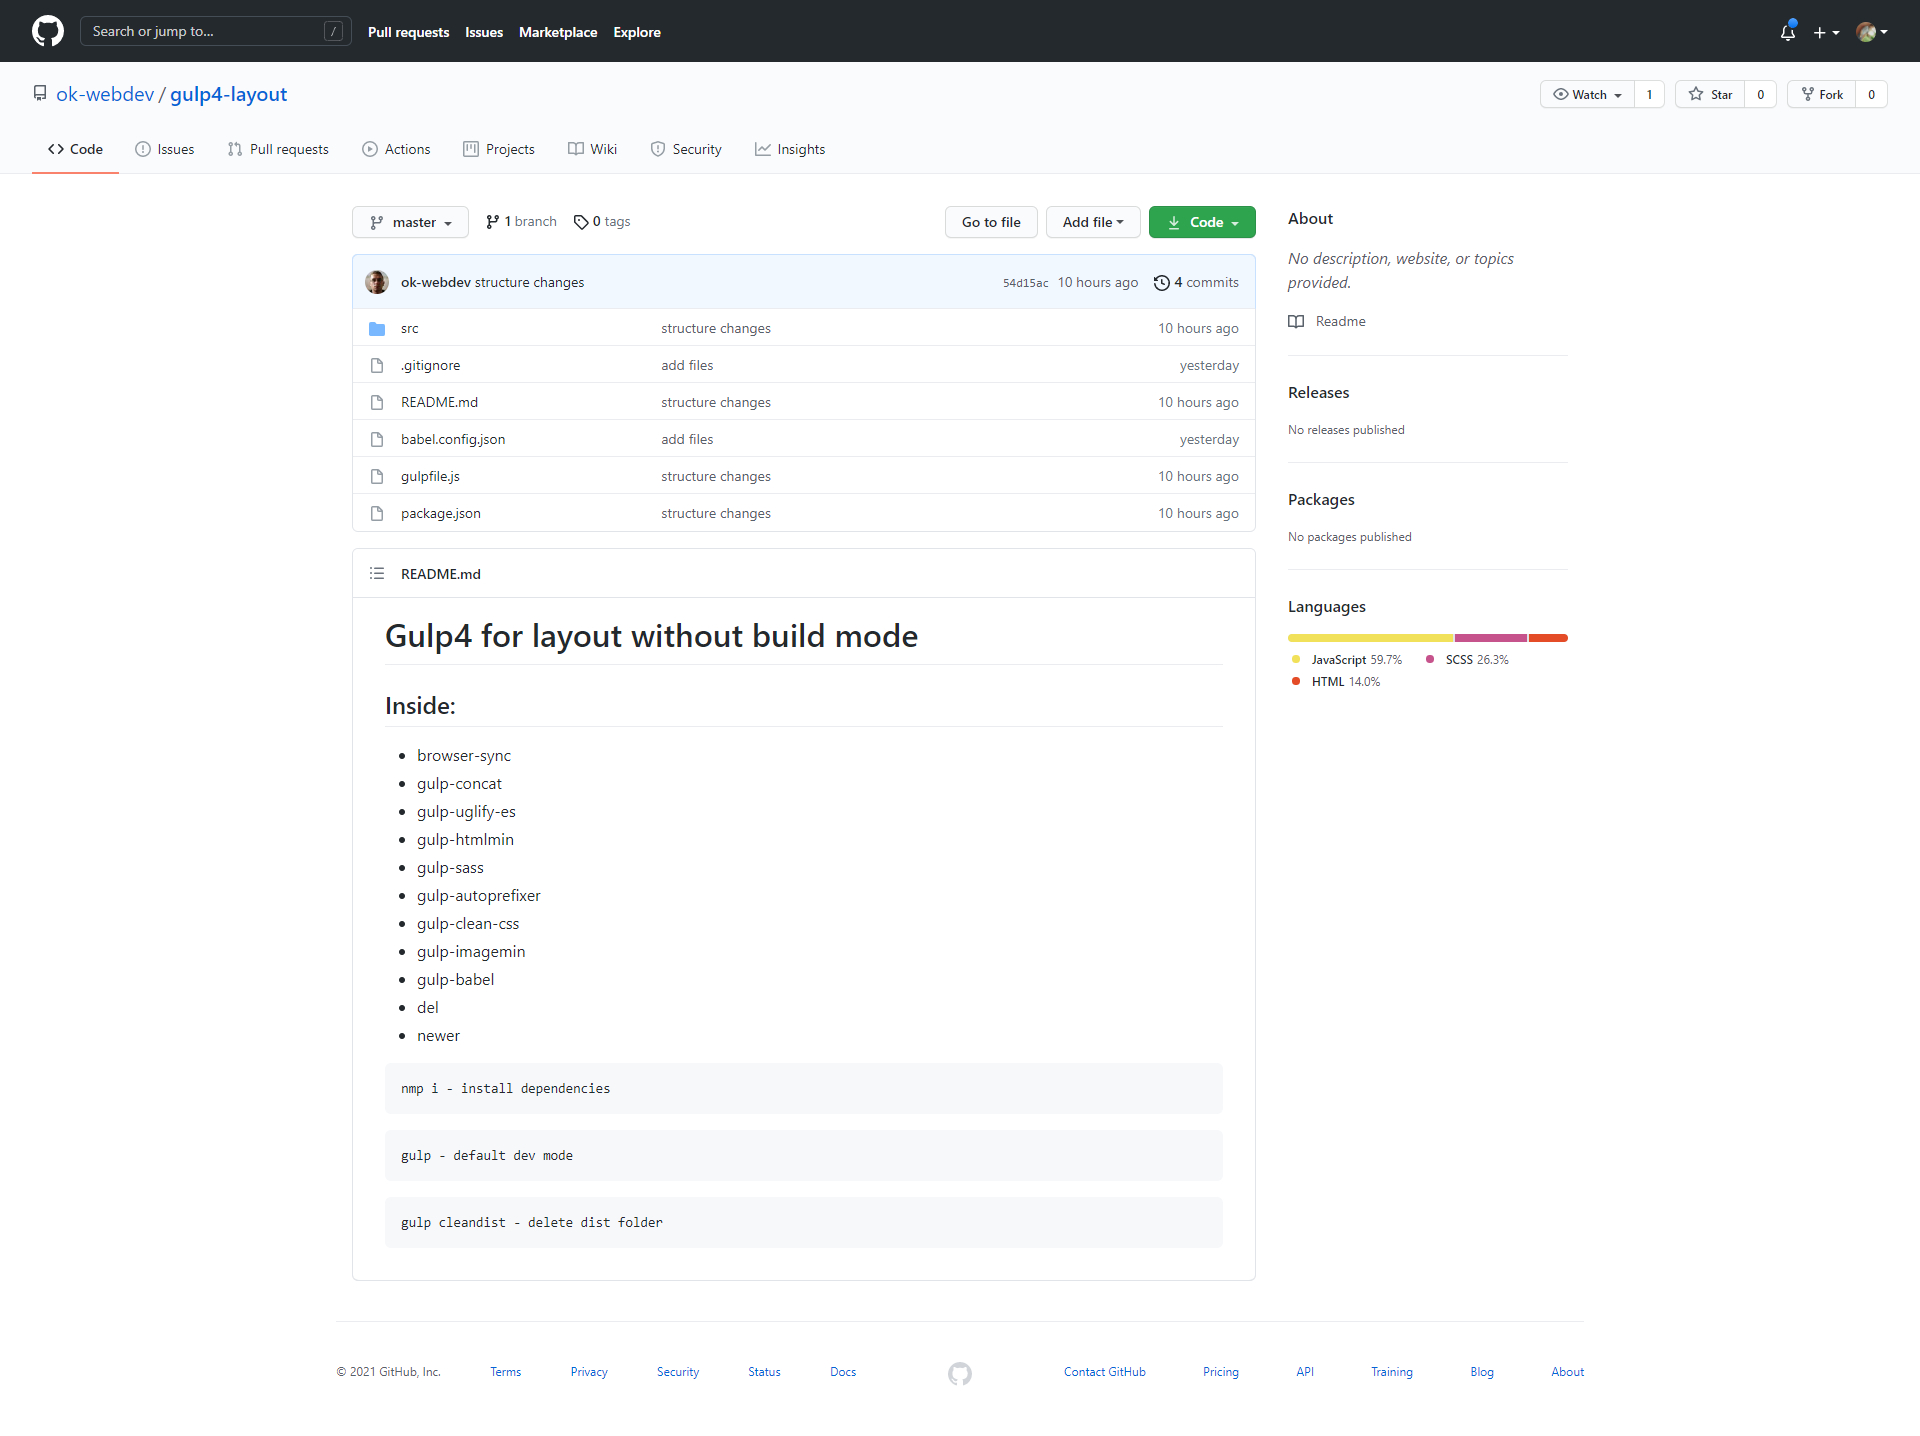 Search or jump to... /
Pull requests Issues Marketplace Explore
ok-webdev / gulp4-layout
Watch 1 Star 0 Fork 0
Code Issues Pull requests Actions Projects Wiki Security Insights
master 1 branch 0 tags Go to file Add file Code
ok-webdev structure changes 54d15ac 10 hours ago 4 commits
src structure changes 10 hours ago
.gitignore add files yesterday
README.md structure changes 10 hours ago
babel.config.json add files yesterday
gulpfile.js structure changes 10 hours ago
package.json structure changes 10 hours ago
README.md
Gulp4 for layout without build mode
Inside:
browser-sync
gulp-concat
gulp-uglify-es
gulp-htmlmin
gulp-sass
gulp-autoprefixer
gulp-clean-css
gulp-imagemin
gulp-babel
del
newer
nmp i - install dependencies
gulp - default dev mode
gulp cleandist - delete dist folder
About
No description, website, or topics
provided.
Readme
Releases
No releases published
Packages
No packages published
Languages
JavaScript 59.7% SCSS 26.3%
HTML 14.0%
© 2021 GitHub, Inc. Terms Privacy Security Status Docs Contact GitHub Pricing API Training Blog About